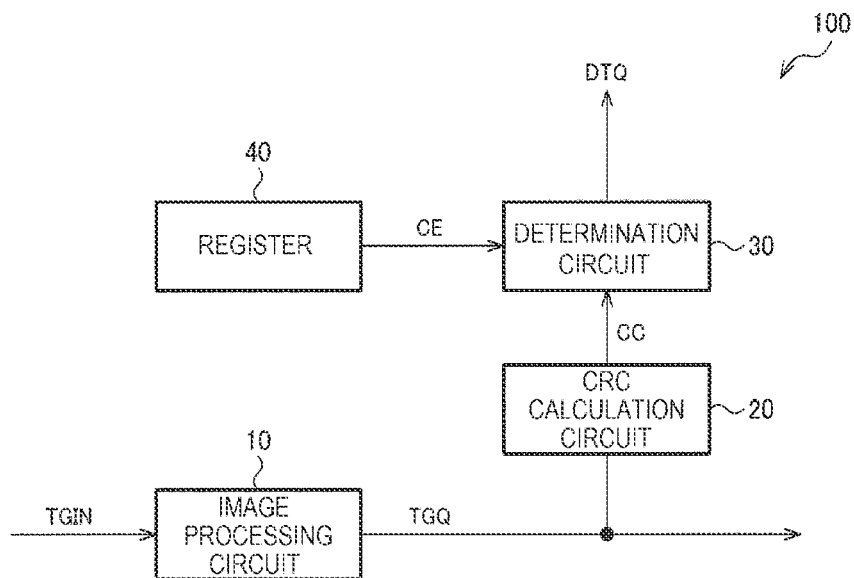 100
DTQ
40
REGISTER
CE
DETERMINATION
CIRCUIT
30
CC
CRC
CALCULATION
CIRCUIT
20
10
TGIN
IMAGE
PROCESSING
CIRCUIT
TGQ